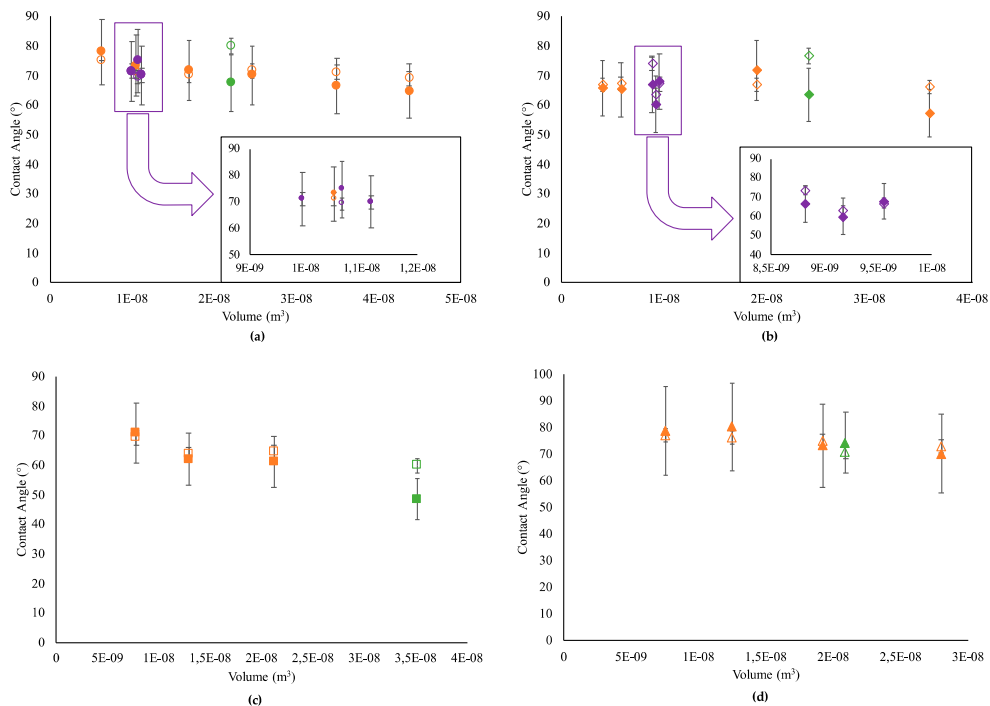 90
80
70
60
50
40
30
20
10
0
Contact Angle (°)
0 1E-08 2E-08 3E-08 4E-08 5E-08
Volume (m³)
90
80
70
60
50
9E-09 1E-08 1,1E-08 1,2E-08
(a)
90
80
70
60
50
40
30
20
10
0
Contact Angle (°)
0 1E-08 2E-08 3E-08 4E-08
Volume (m³)
90
80
70
60
50
40
8,5E-09 9E-09 9,5E-09 1E-08
(b)
90
80
70
60
50
40
30
20
10
0
Contact Angle (°)
0 5E-09 1E-08 1,5E-08 2E-08 2,5E-08 3E-08 3,5E-08 4E-08
Volume (m³)
(c)
100
90
80
70
60
50
40
30
20
10
0
Contact Angle (°)
0 5E-09 1E-08 1,5E-08 2E-08 2,5E-08 3E-08
Volume (m³)
(d)